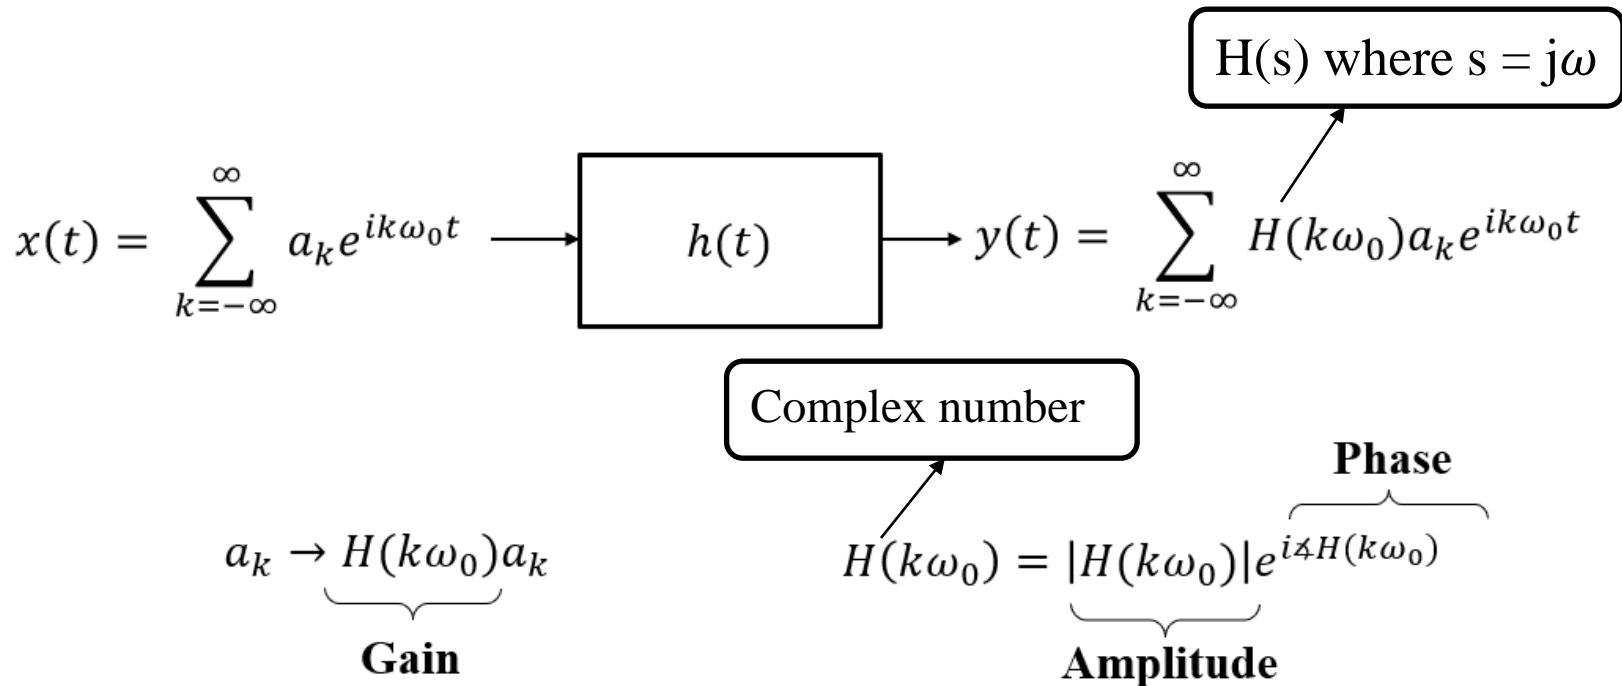 H(s) where s = jω
x(t) = ∑_{k=-∞}^{∞} a_k e^{ikω_0 t} → h(t) → y(t) = ∑_{k=-∞}^{∞} H(kω_0)a_k e^{ikω_0 t}
Complex number
Phase
a_k → H(kω_0)a_k
H(kω_0) = |H(kω_0)|e^{i∡H(kω_0)}
Gain
Amplitude